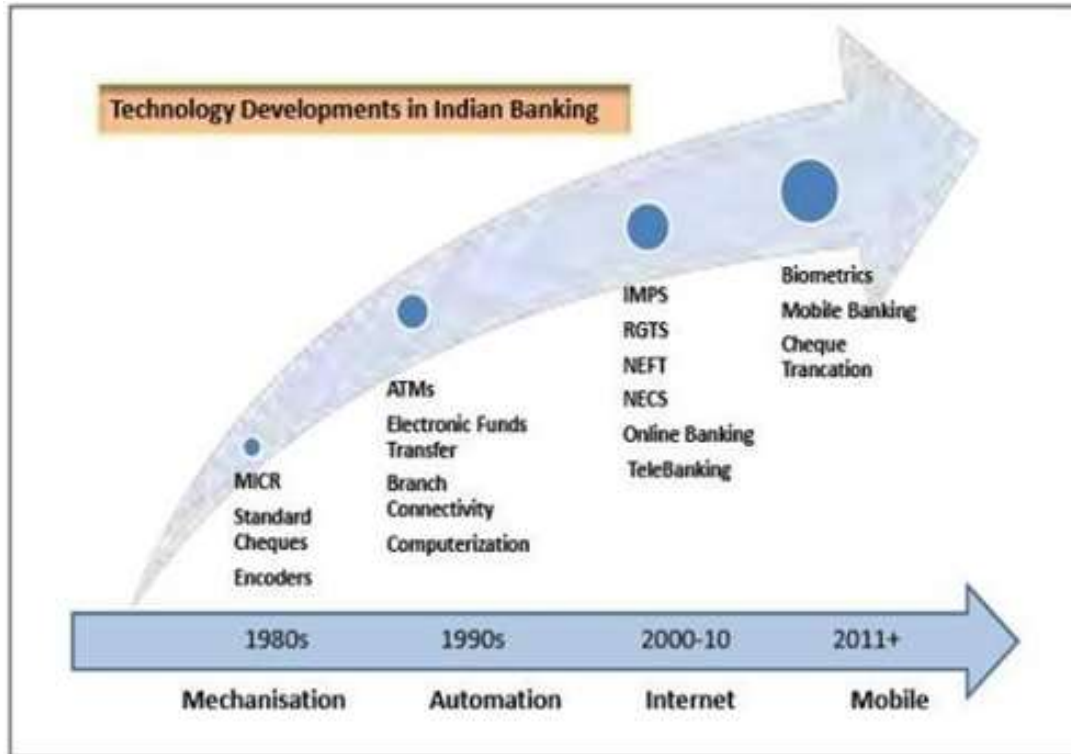 Technology Developments in Indian Banking
MICR
Standard
Cheques
Encoders
ATMs
Electronic Funds
Transfer
Branch
Connectivity
Computerization
IMPS
RGTS
NEFT
NECS
Online Banking
TeleBanking
Biometrics
Mobile Banking
Cheque
Trancation
1980s
1990s
2000-10
2011+
Mechanisation
Automation
Internet
Mobile